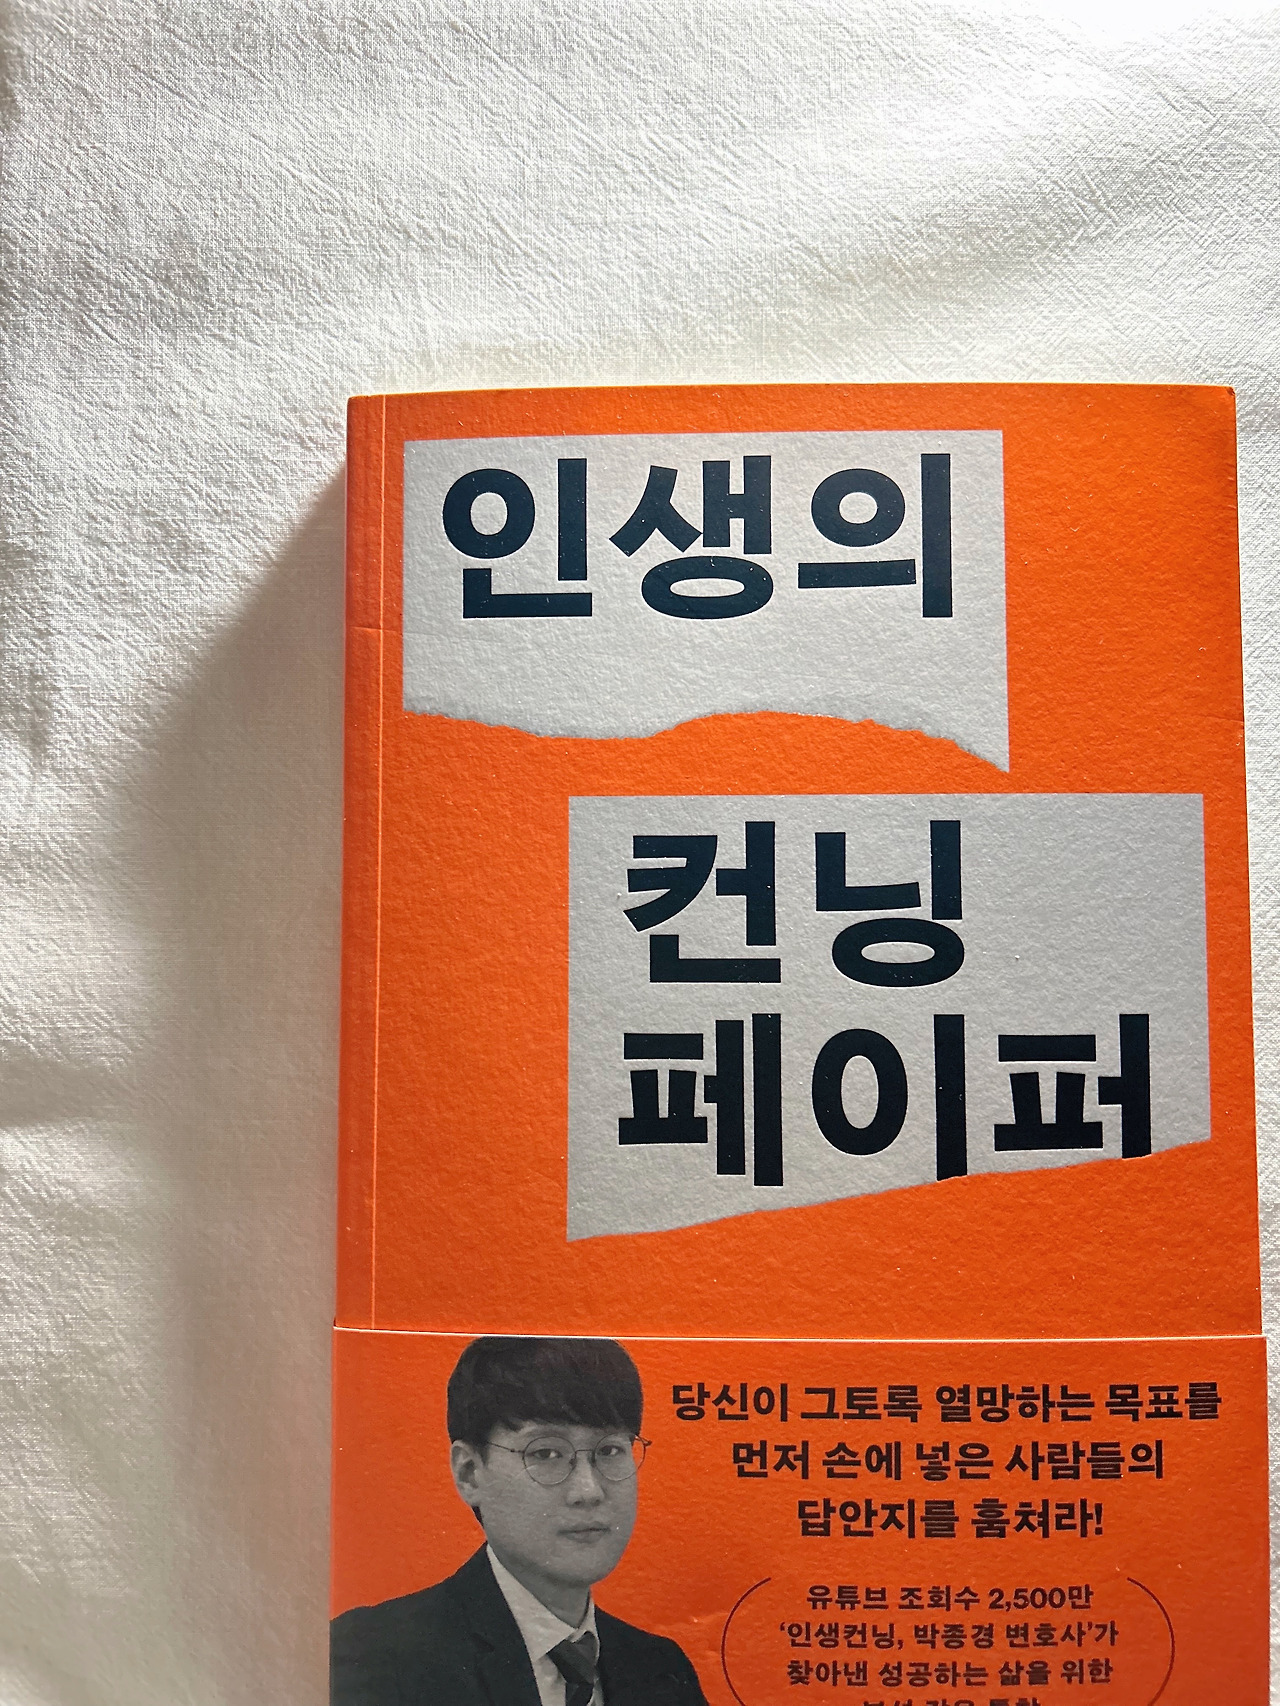 인생의
컨닝
페이퍼
당신이 그토록 열망하는 목표를
먼저 손에 넣은 사람들의
답안지를 훔쳐라!
유튜브 조회수 2,500만
‘인생컨닝, 박종경 변호사’가
찾아낸 성공하는 삶을 위한